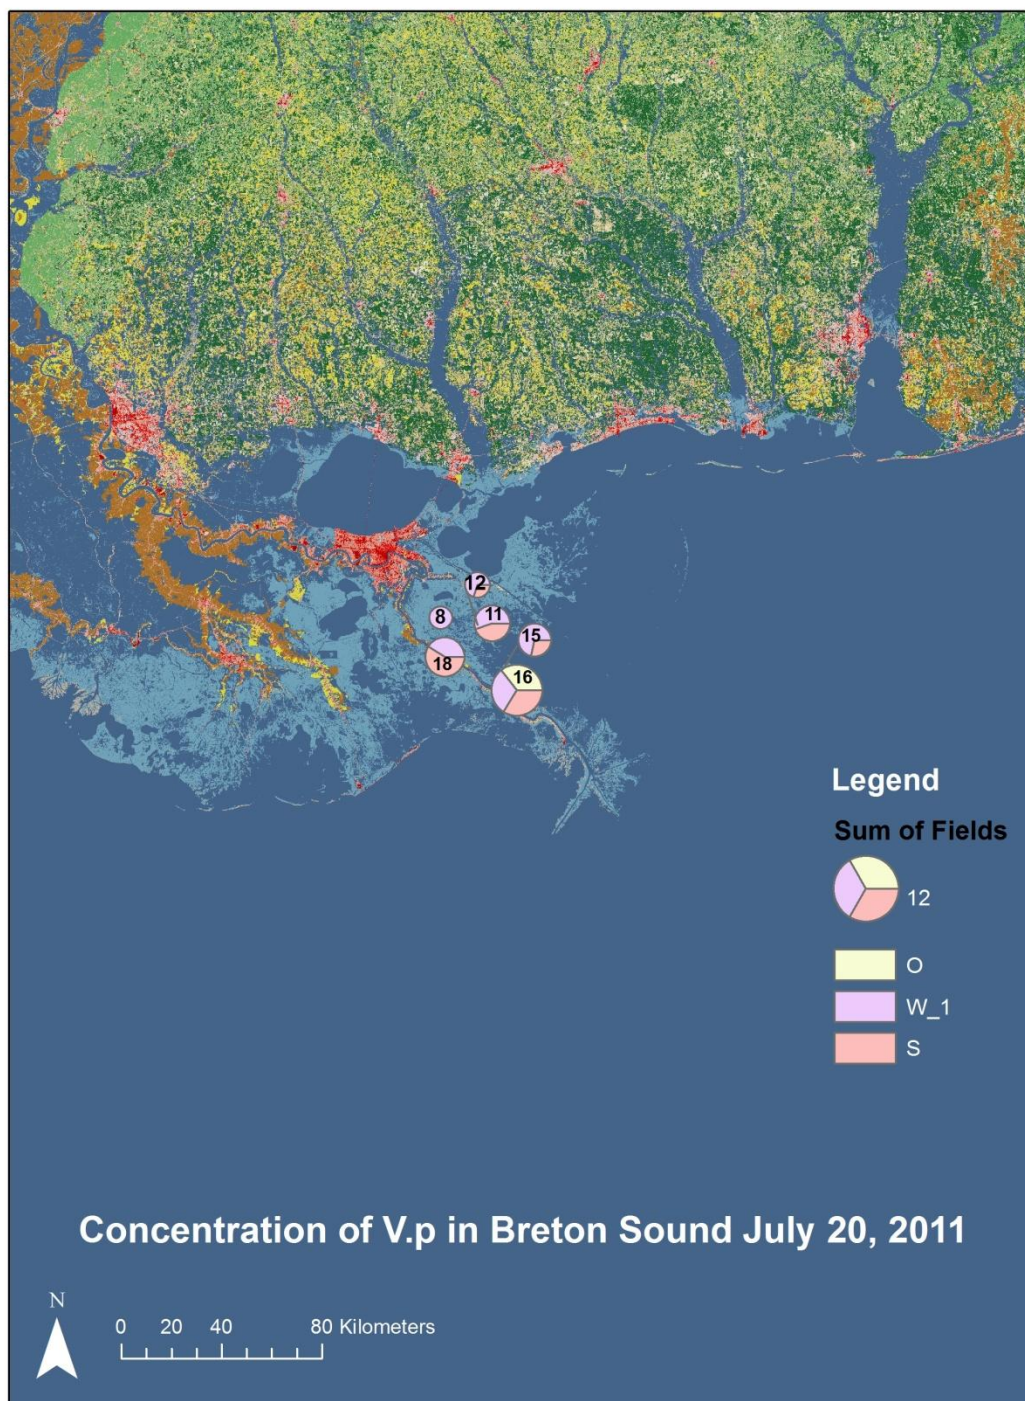 12
8
11
15
18
16
Legend
Sum of Fields
12
O
W_1
S
Concentration of V.p in Breton Sound July 20, 2011
N
0 20 40 80 Kilometers